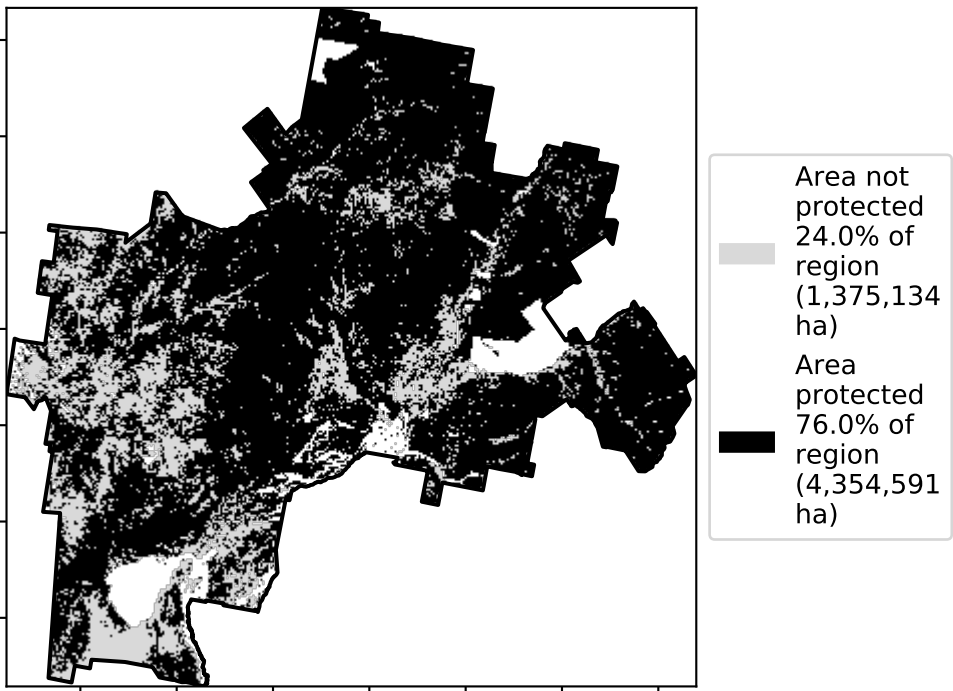 Area not
protected
24.0% of
region
(1,375,134
ha)
Area
protected
76.0% of
region
(4,354,591
ha)